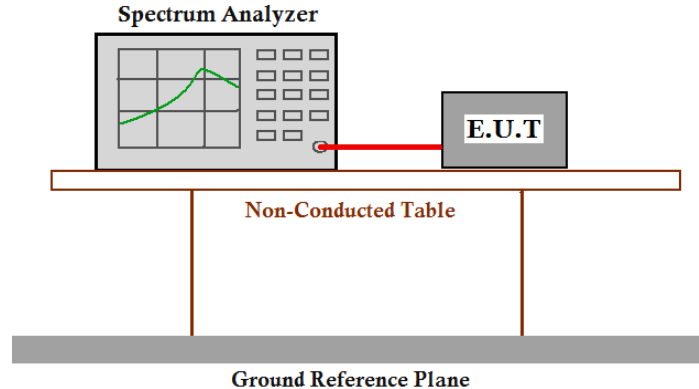 Spectrum Analyzer
E.U.T
Non-Conducted Table
Ground Reference Plane